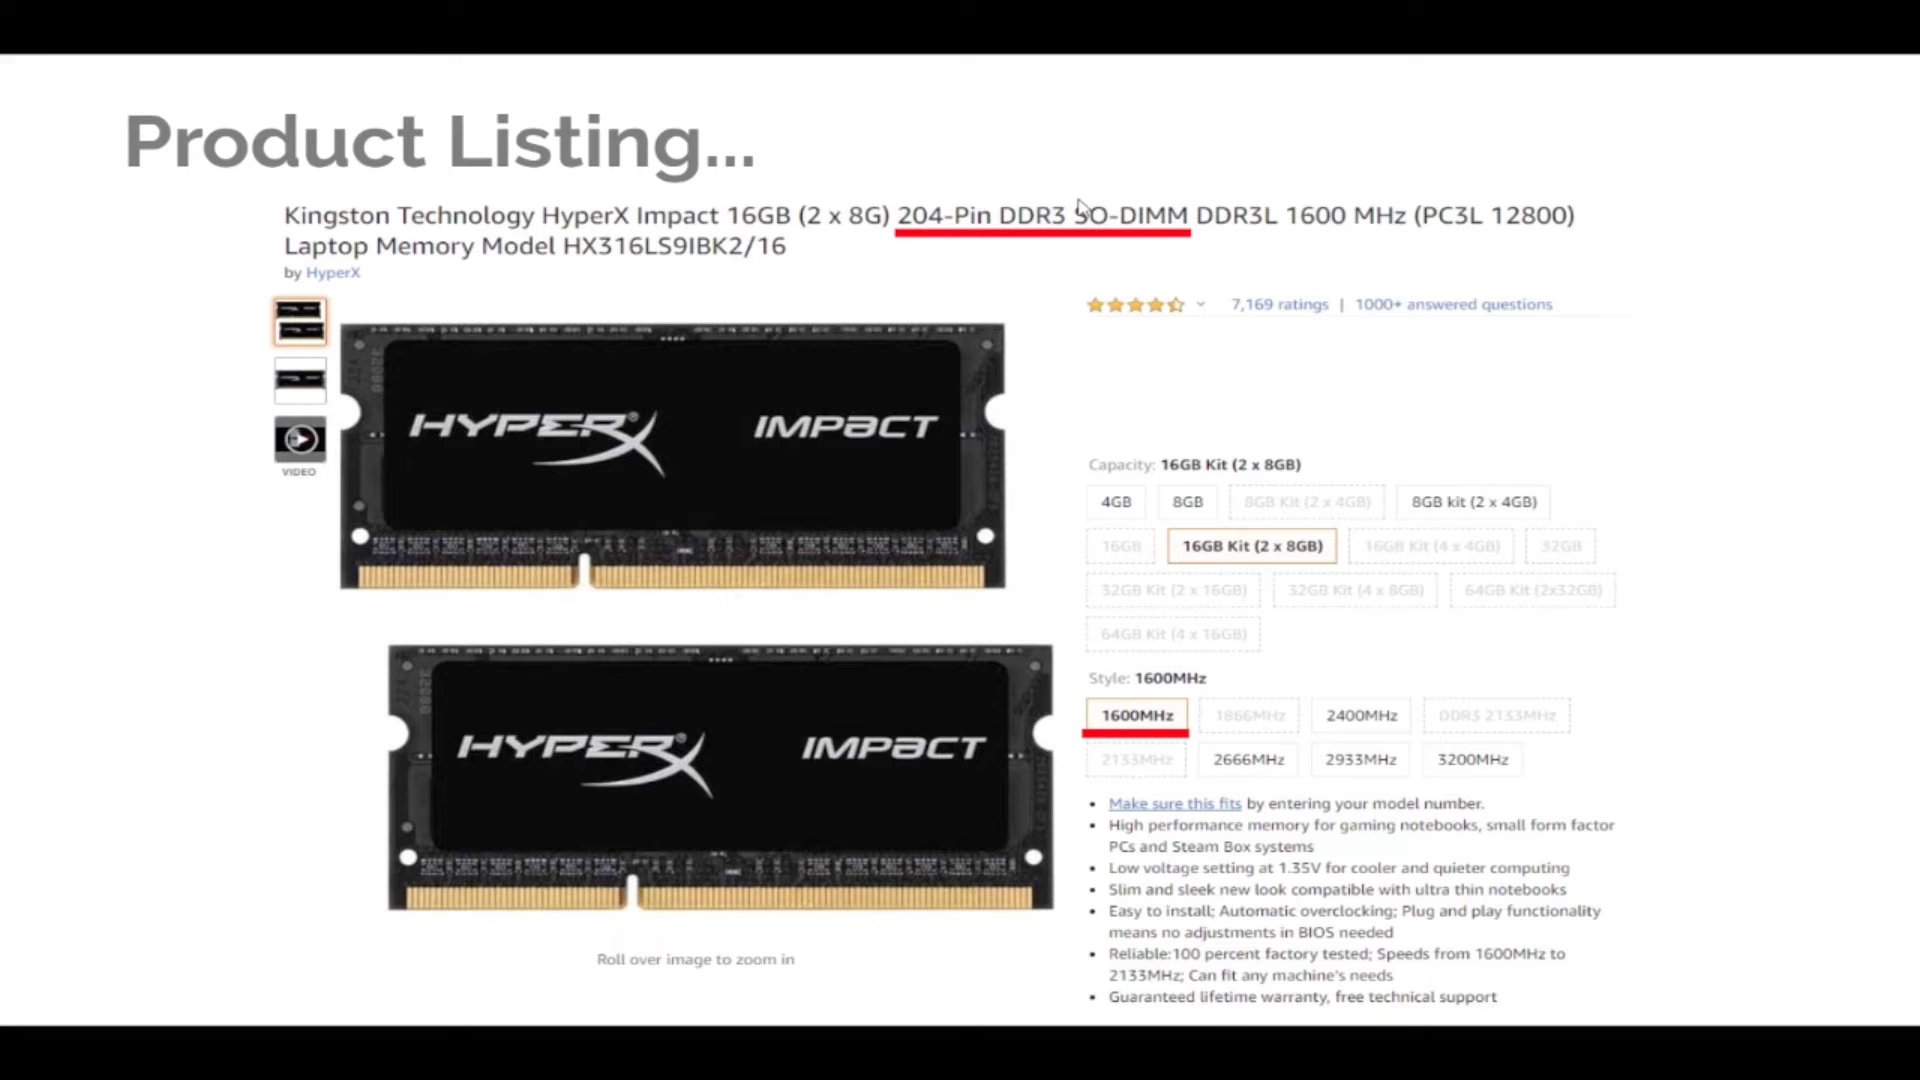 Product Listing...
Kingston Technology HyperX Impact 16GB (2 x 8G) 204-Pin DDR3 SO-DIMM DDR3L 1600 MHz (PC3L 12800)
Laptop Memory Model HX316LS9IBK2/16
by HyperX
7,169 ratings | 1000+ answered questions
HYPERX® IMPACT
VIDEO
Capacity: 16GB Kit (2 x 8GB)
4GB 8GB 8GB Kit (2 x 4GB) 8GB kit (2 x 4GB)
16GB 16GB Kit (2 x 8GB) 16GB Kit (4 x 4GB) 32GB
32GB Kit (2 x 16GB) 32GB Kit (4 x 8GB) 64GB Kit (2x32GB)
64GB Kit (4 x 16GB)
Style: 1600MHz
1600MHz 1866MHz 2400MHz DDR3 2133MHz
2133MHz 2666MHz 2933MHz 3200MHz
HYPERX® IMPACT
• Make sure this fits by entering your model number.
• High performance memory for gaming notebooks, small form factor
PCs and Steam Box systems
• Low voltage setting at 1.35V for cooler and quieter computing
• Slim and sleek new look compatible with ultra thin notebooks
• Easy to install; Automatic overclocking; Plug and play functionality
means no adjustments in BIOS needed
• Reliable:100 percent factory tested; Speeds from 1600MHz to
2133MHz; Can fit any machine's needs
• Guaranteed lifetime warranty, free technical support
Roll over image to zoom in